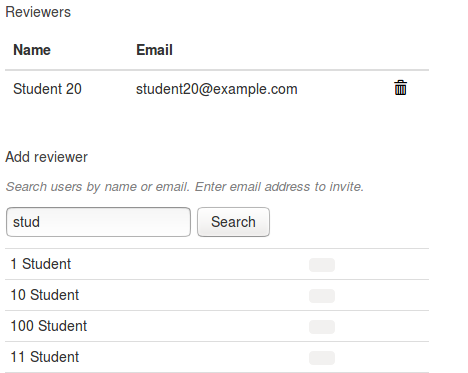 Reviewers
Name Email
Student 20 student20@example.com
Add reviewer
Search users by name or email. Enter email address to invite.
stud Search
1 Student
10 Student
100 Student
11 Student